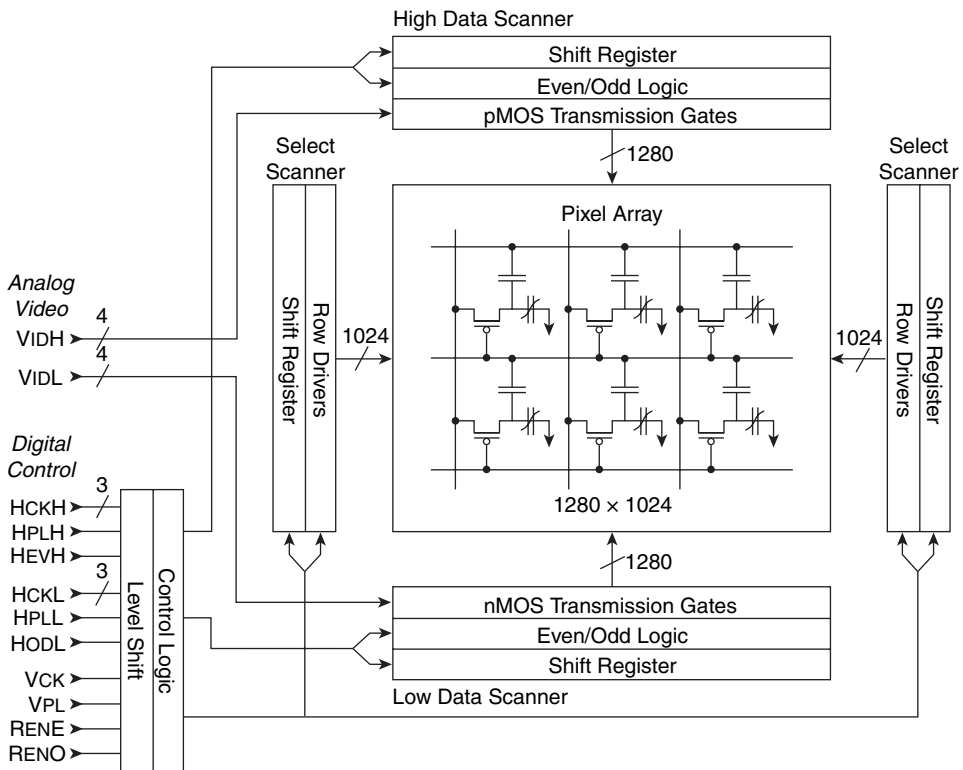 High Data Scanner
Shift Register
Even/Odd Logic
pMOS Transmission Gates
1280
Select
Scanner
Shift Register
Row Drivers
1024
Pixel Array
1280 × 1024
Select
Scanner
1024
Row Drivers
Shift Register
Analog
Video
VIDH
4
VIDL
4
Digital
Control
HCKH
3
HPLH
HEVH
HCKL
3
HPLL
HODL
VCK
VPL
RENE
RENO
Level Shift
Control Logic
1280
nMOS Transmission Gates
Even/Odd Logic
Shift Register
Low Data Scanner